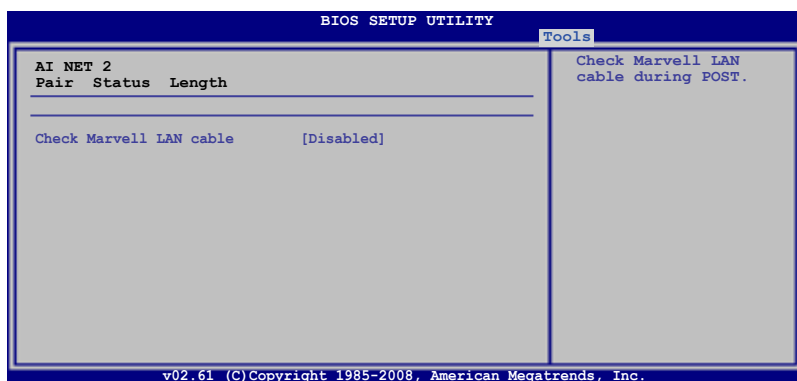 BIOS SETUP UTILITY
Tools
AI NET 2
Pair Status Length
Check Marvell LAN cable [Disabled]
Check Marvell LAN
cable during POST.
v02.61 (C)Copyright 1985-2008, American Megatrends, Inc.